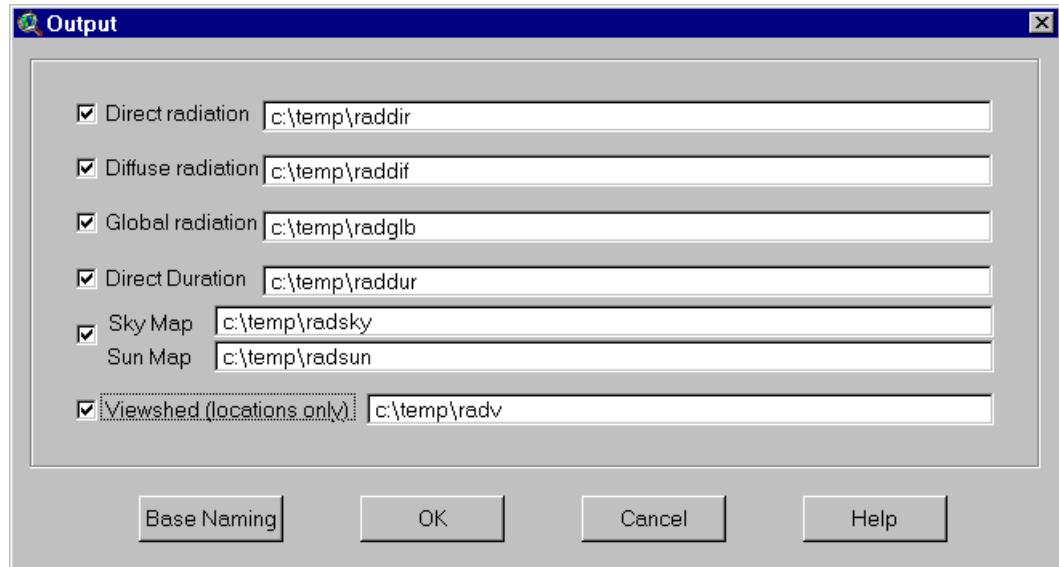 Output
Direct radiation c:\temp\raddir
Diffuse radiation c:\temp\raddif
Global radiation c:\temp\radglb
Direct Duration c:\temp\raddur
Sky Map c:\temp\radsky
Sun Map c:\temp\radsun
Viewshed (locations only) c:\temp\radv
Base Naming OK Cancel Help